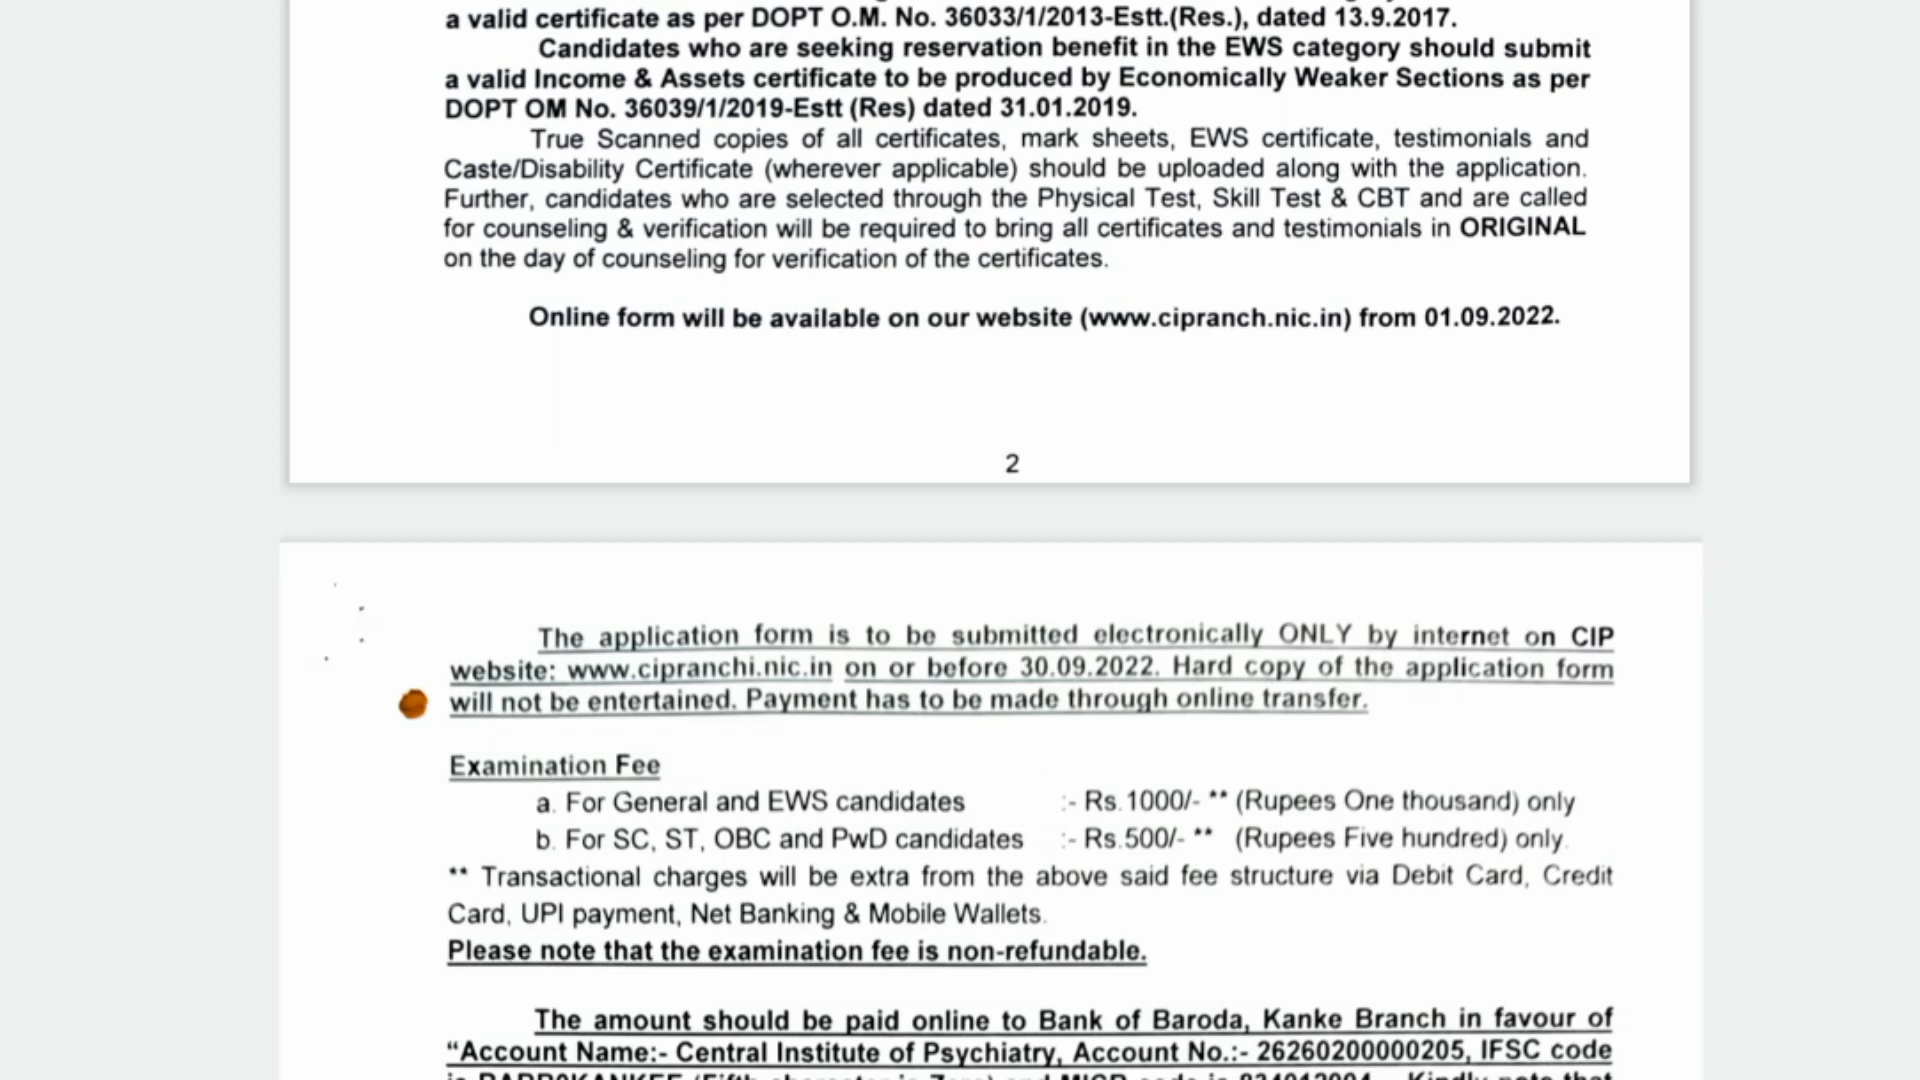 a valid certificate as per DOPT O.M. No. 36033/1/2013-Estt.(Res.), dated 13.9.2017.
Candidates who are seeking reservation benefit in the EWS category should submit
a valid Income & Assets certificate to be produced by Economically Weaker Sections as per
DOPT OM No. 36039/1/2019-Estt (Res) dated 31.01.2019.
True Scanned copies of all certificates, mark sheets, EWS certificate, testimonials and
Caste/Disability Certificate (wherever applicable) should be uploaded along with the application.
Further, candidates who are selected through the Physical Test, Skill Test & CBT and are called
for counseling & verification will be required to bring all certificates and testimonials in ORIGINAL
on the day of counseling for verification of the certificates.
Online form will be available on our website (www.cipranch.nic.in) from 01.09.2022.
2
The application form is to be submitted electronically ONLY by internet on CIP
website: www.cipranchi.nic.in on or before 30.09.2022. Hard copy of the application form
will not be entertained. Payment has to be made through online transfer.
Examination Fee
a. For General and EWS candidates :- Rs.1000/- ** (Rupees One thousand) only
b. For SC, ST, OBC and PwD candidates :- Rs.500/- ** (Rupees Five hundred) only.
** Transactional charges will be extra from the above said fee structure via Debit Card, Credit
Card, UPI payment, Net Banking & Mobile Wallets.
Please note that the examination fee is non-refundable.
The amount should be paid online to Bank of Baroda, Kanke Branch in favour of
“Account Name:- Central Institute of Psychiatry, Account No.:- 26260200000205, IFSC code